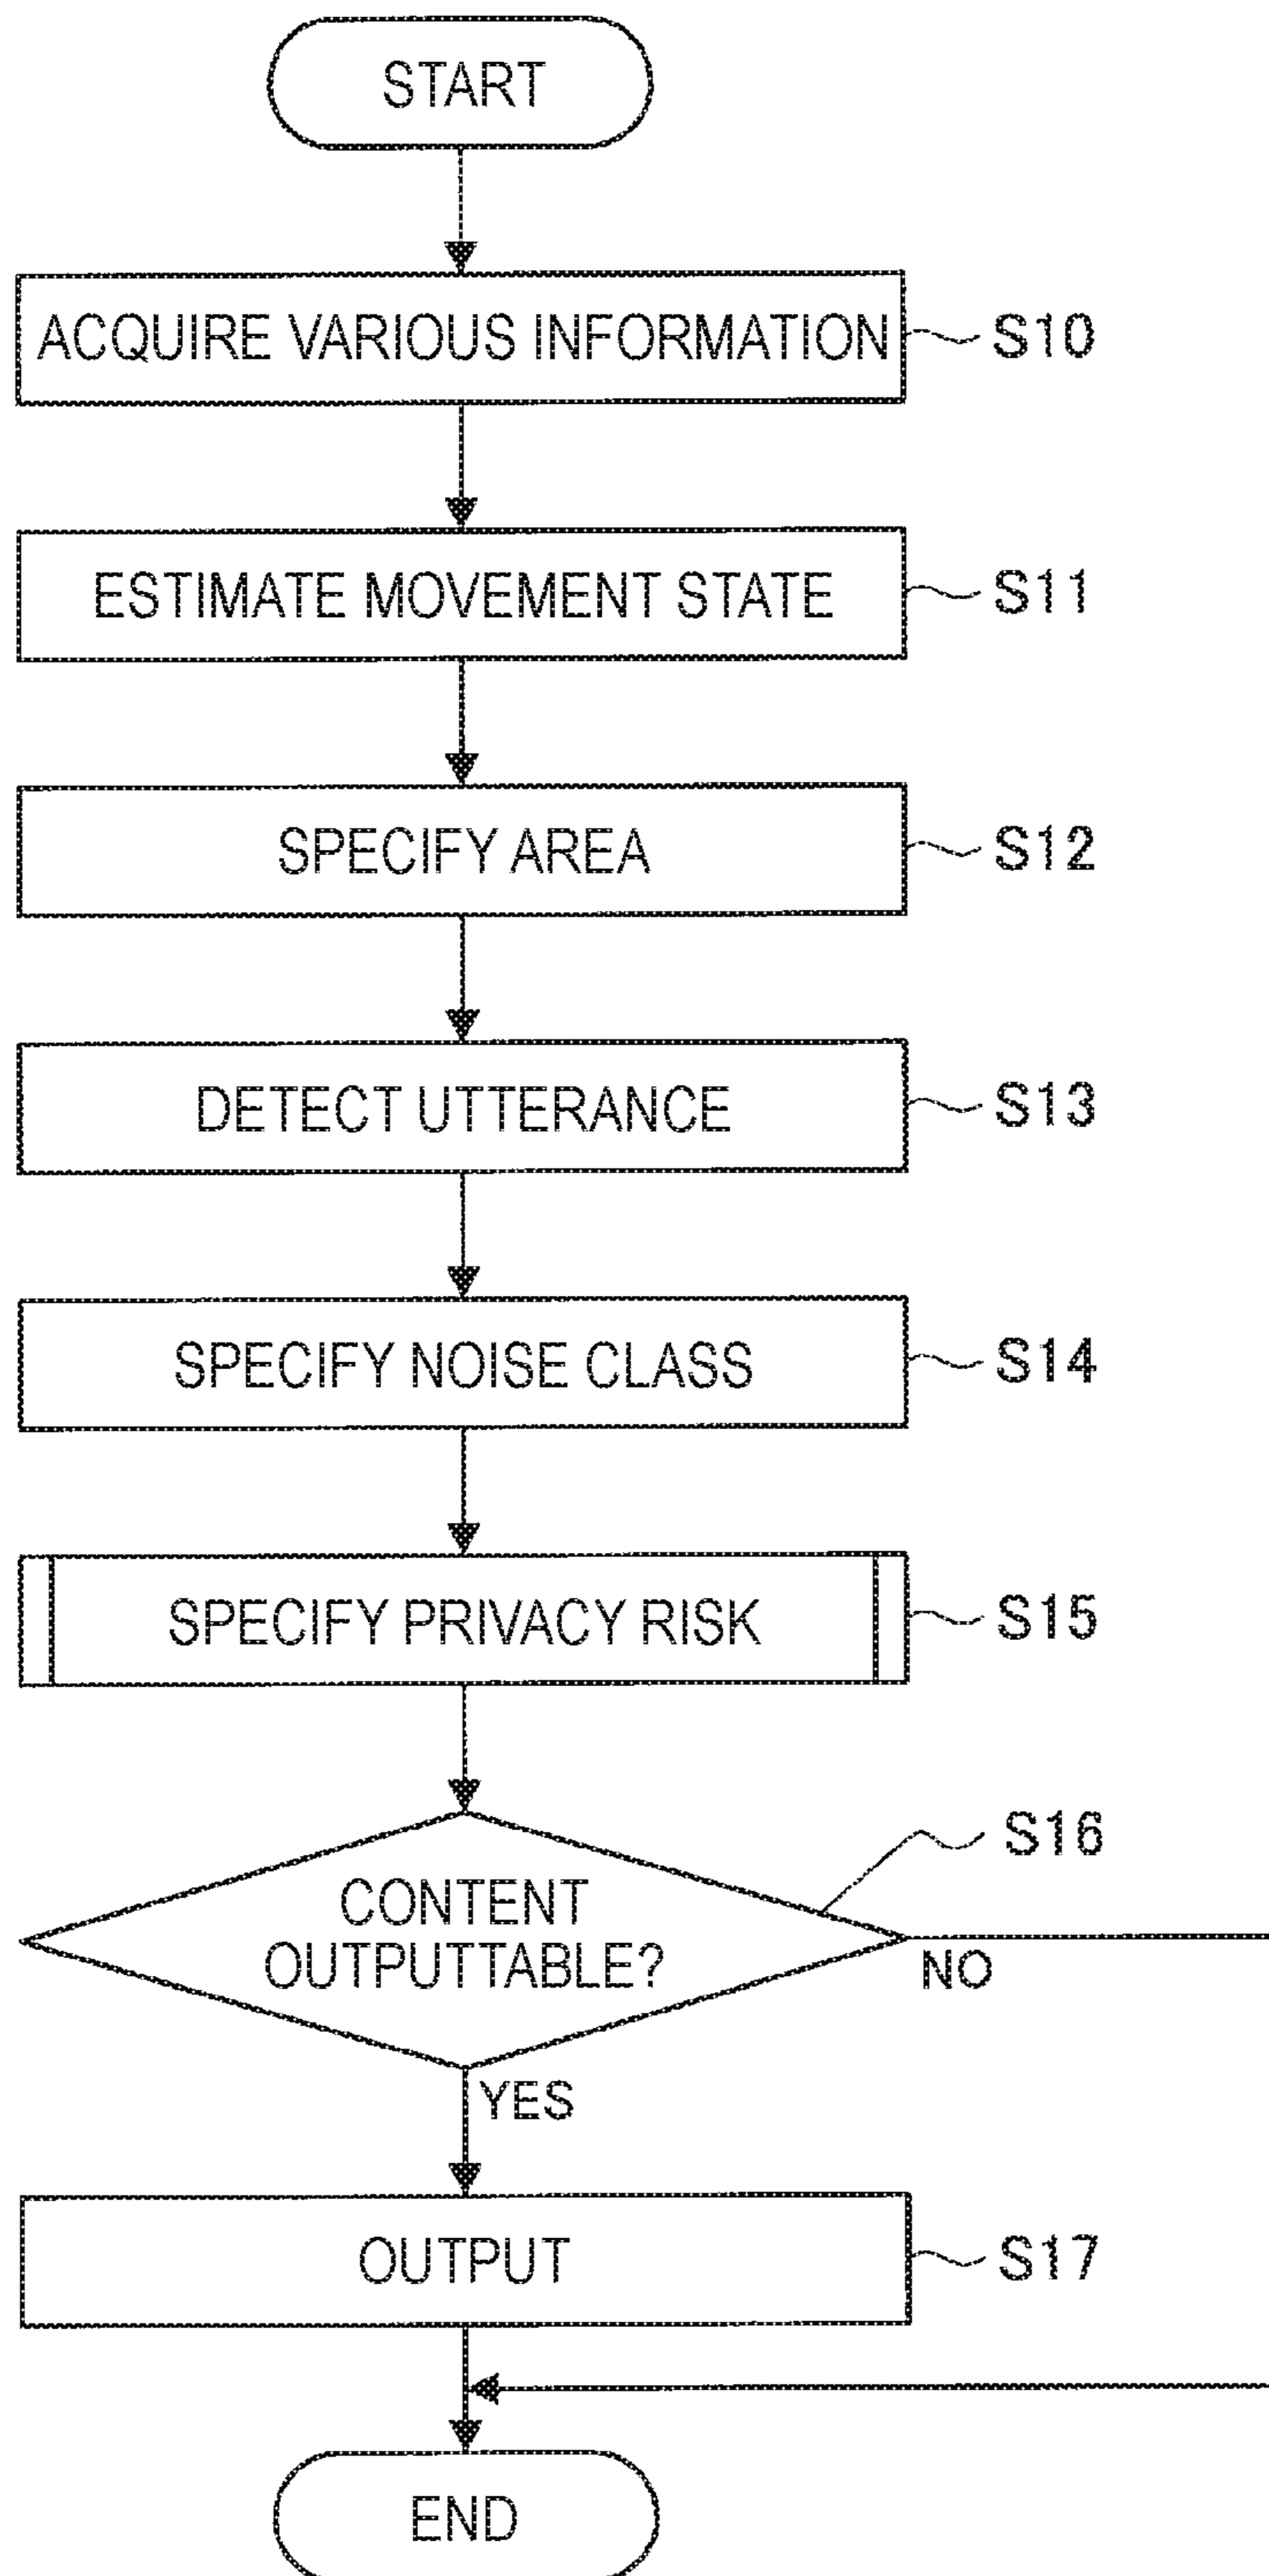 START
ACQUIRE VARIOUS INFORMATION
S10
ESTIMATE MOVEMENT STATE
S11
SPECIFY AREA
S12
DETECT UTTERANCE
S13
SPECIFY NOISE CLASS
S14
SPECIFY PRIVACY RISK
S15
S16
CONTENT
OUTPUTTABLE?
NO
YES
OUTPUT
S17
END